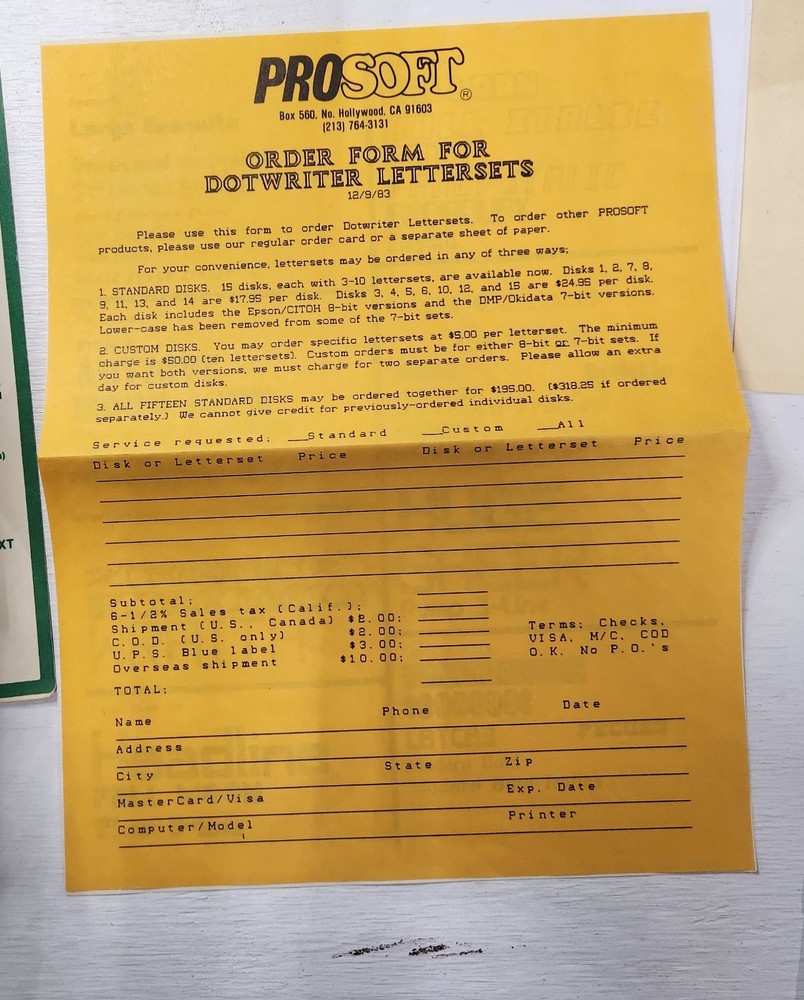 PROSOFT ®
Box 560, No. Hollywood, CA 91603
(213) 764-3131
ORDER FORM FOR
DOTWRITER LETTERSETS
12/9/83
Please use this form to order Dotwriter Lettersets. To order other PROSOFT
products, please use our regular order card or a separate sheet of paper.
For your convenience, lettersets may be ordered in any of three ways:
1. STANDARD DISKS. 15 disks, each with 3-10 lettersets, are available now. Disks 1, 2, 7, 8,
9, 11, 13, and 14 are $17.95 per disk. Disks 3, 4, 5, 6, 10, 12, and 15 are $24.95 per disk.
Each disk includes the Epson/CITOH 8-bit versions and the DMP/Okidata 7-bit versions.
Lower-case has been removed from some of the 7-bit sets.
2. CUSTOM DISKS. You may order specific lettersets at $5.00 per letterset. The minimum
charge is $50.00 (ten lettersets). Custom orders must be for either 8-bit or 7-bit sets. If
you want both versions, we must charge for two separate orders. Please allow an extra
day for custom disks.
3. ALL FIFTEEN STANDARD DISKS may be ordered together for $195.00. ($318.25 if ordered
separately.) We cannot give credit for previously-ordered individual disks.
Service requested: __Standard __Custom __All
Disk or Letterset Price Disk or Letterset Price
Subtotal:
6-1/2% Sales tax (Calif.):
Shipment (U.S., Canada) $2.00:
C.O.D. (U.S. only) $2.00:
U.P.S. Blue label $3.00:
Overseas shipment $10.00:
Terms: Checks,
VISA, M/C, COD
O.K. No P.O.'s
TOTAL:
Name Phone Date
Address
City State Zip
MasterCard/Visa Exp. Date
Computer/Model Printer
XT